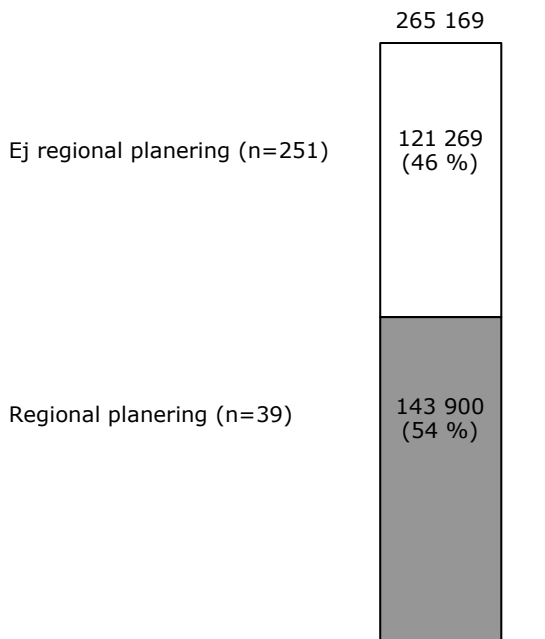 265 169
Ej regional planering (n=251)
121 269
(46 %)
Regional planering (n=39)
143 900
(54 %)